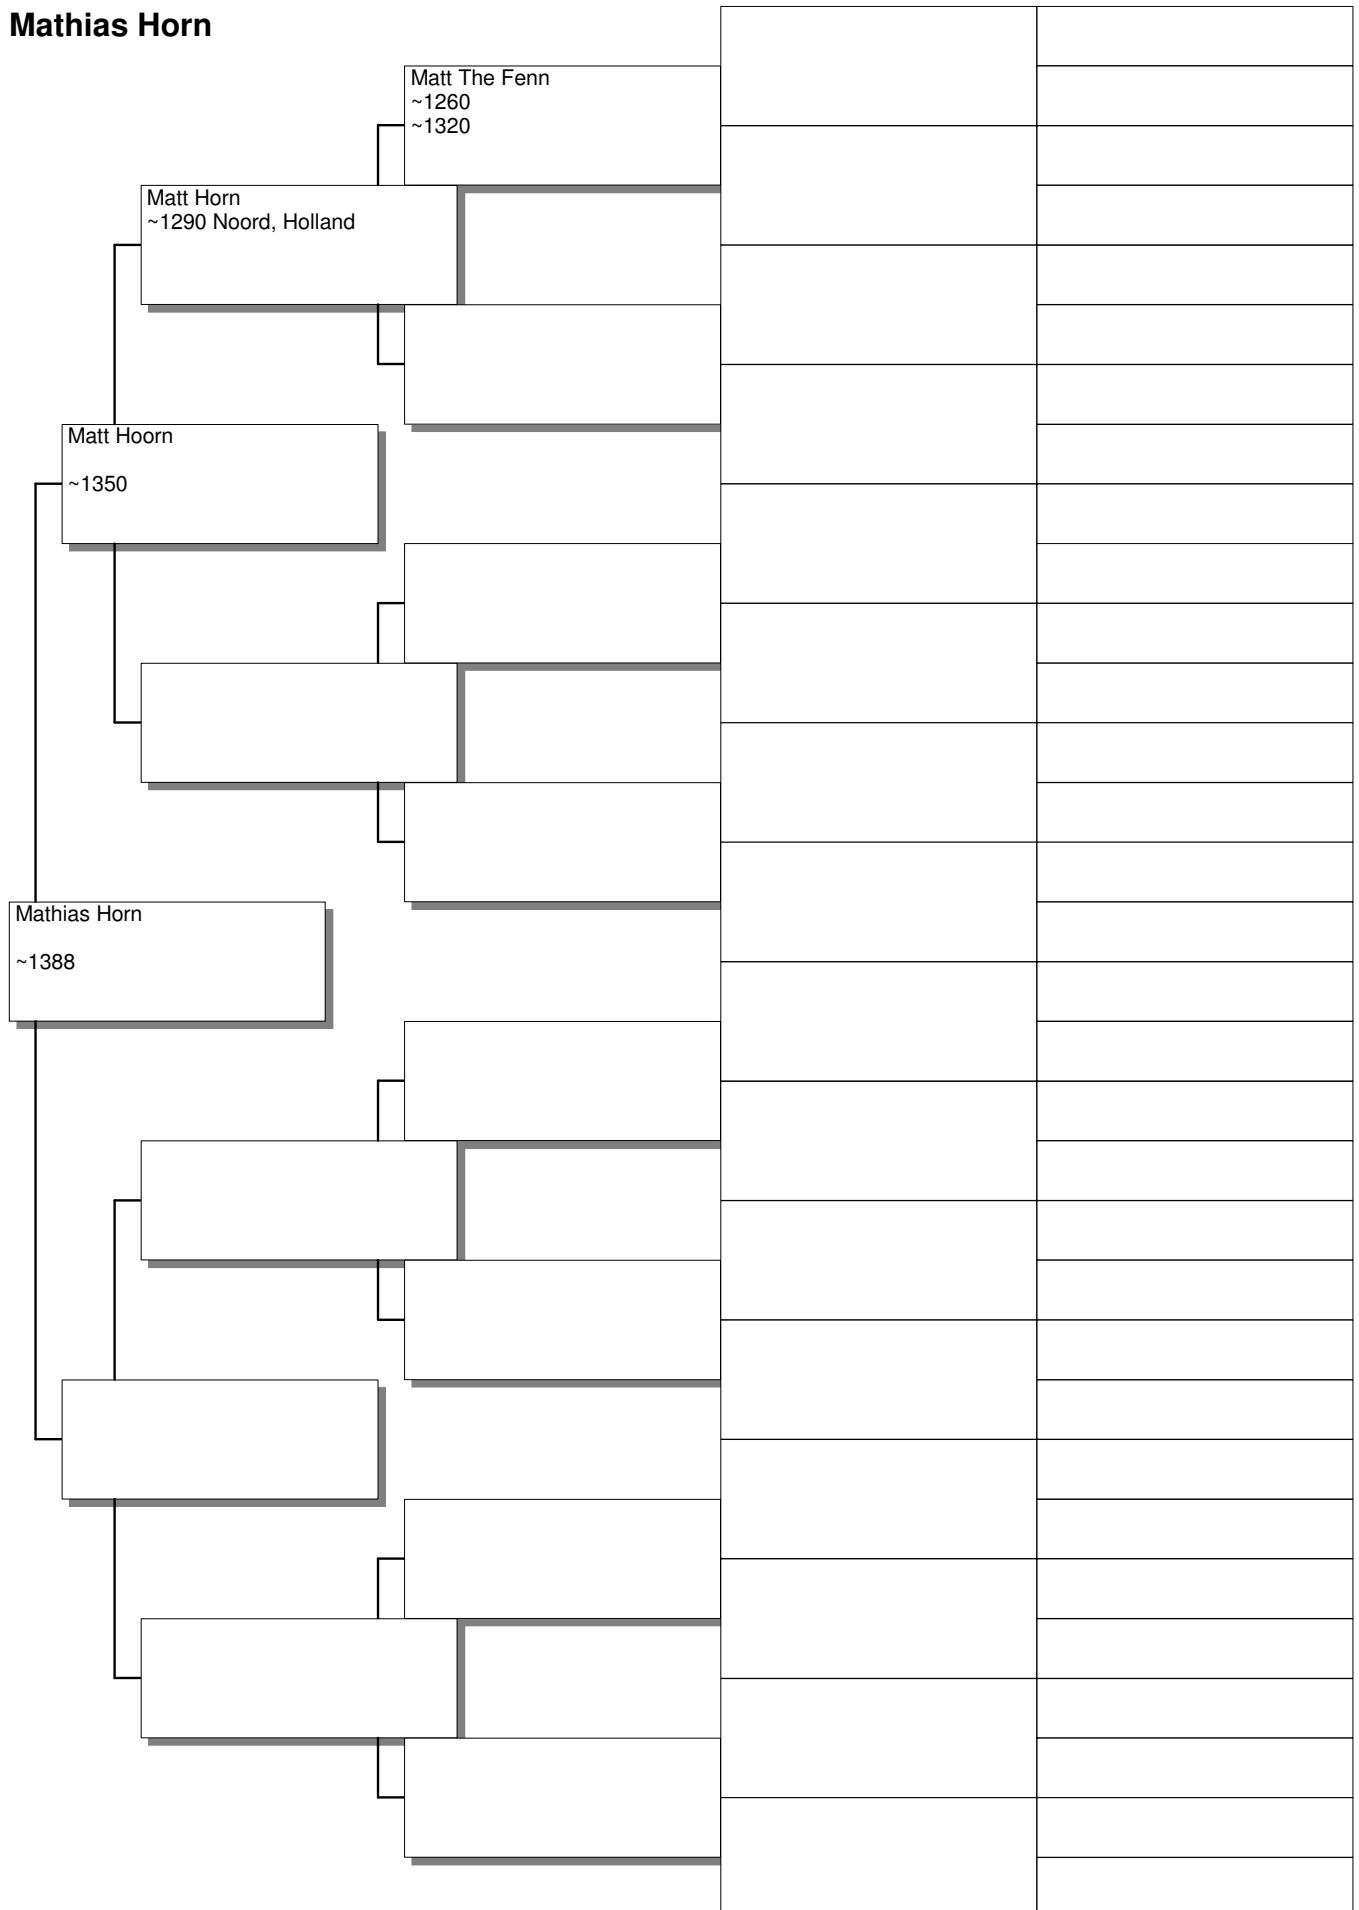 Mathias Horn
Matt The Fenn
~1260
~1320
Matt Horn
~1290 Noord, Holland
Matt Hoorn
~1350
Mathias Horn
~1388